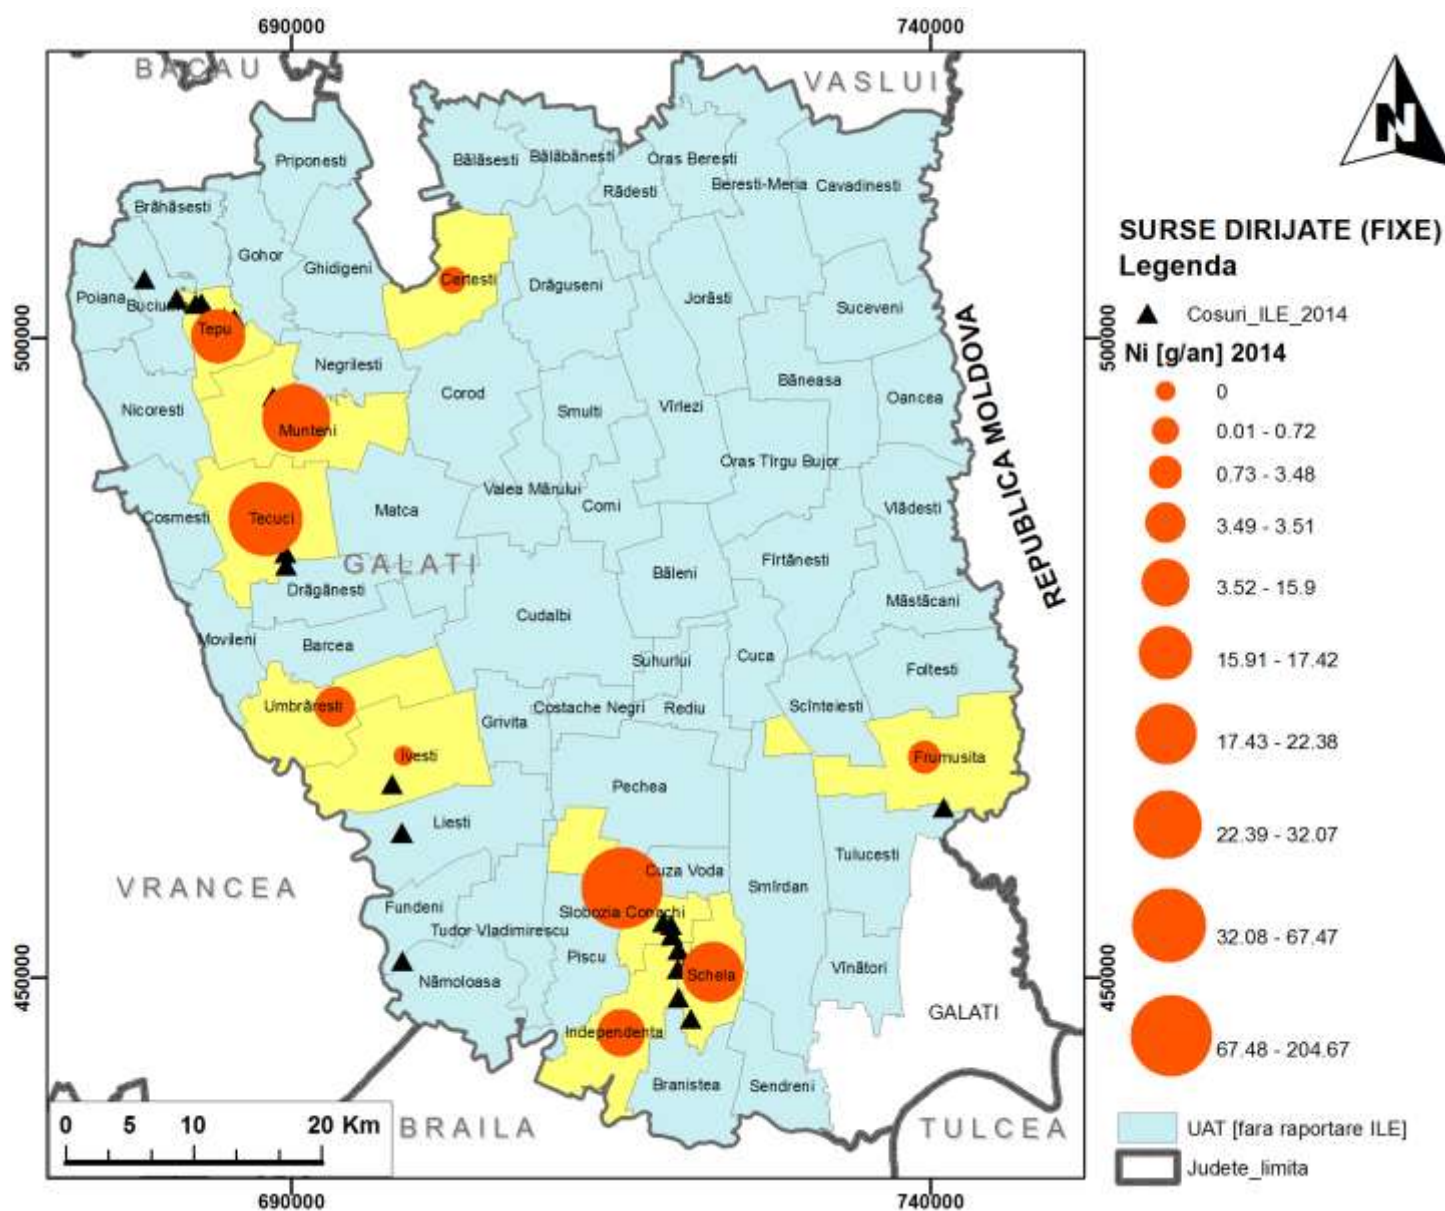 690000
740000
BACAU
VASLUI
Priponesti
Bălăsesti
Bălăbănesti
Oras Beresti
Rădesti
Beresti-Meria
Cavadinesti
Brăhăsesti
Gohor
Ghidigeni
Certesti
Drăguseni
Poiana
Buciu
Jorăsti
Suceveni
Tepu
500000
500000
Negrilesti
Corod
Băneasa
Nicoresti
Smulti
Vîrlezi
Oancea
Munteni
Oras Tîrgu Bujor
Valea Mărului
Cosmesti
Tecuci
Matca
Comi
Vlădesti
REPUBLICA MOLDOVA
GALATI
Fîrtănesti
Drăgănesti
Băleni
Măstăcani
Cudalbi
Movileni
Barcea
Suhurlui
Cuca
Foltesti
Umbrăresti
Grivita
Costache Negri
Rediu
Scînteiesti
Ivesti
Frumusita
Pechea
Liesti
Tulucesti
VRANCEA
Cuza Voda
Smîrdan
Fundeni
Slobozia Conachi
Tudor Vladimirescu
Piscu
Schela
Vînători
Nămoloasa
450000
450000
GALATI
Independenta
Branistea
Sendreni
0 5 10 20 Km
BRAILA
TULCEA
690000
740000
N
SURSE DIRIJATE (FIXE)
Legenda
Cosuri_ILE_2014
Ni [g/an] 2014
0
0.01 - 0.72
0.73 - 3.48
3.49 - 3.51
3.52 - 15.9
15.91 - 17.42
17.43 - 22.38
22.39 - 32.07
32.08 - 67.47
67.48 - 204.67
UAT [fara raportare ILE]
Judete_limita